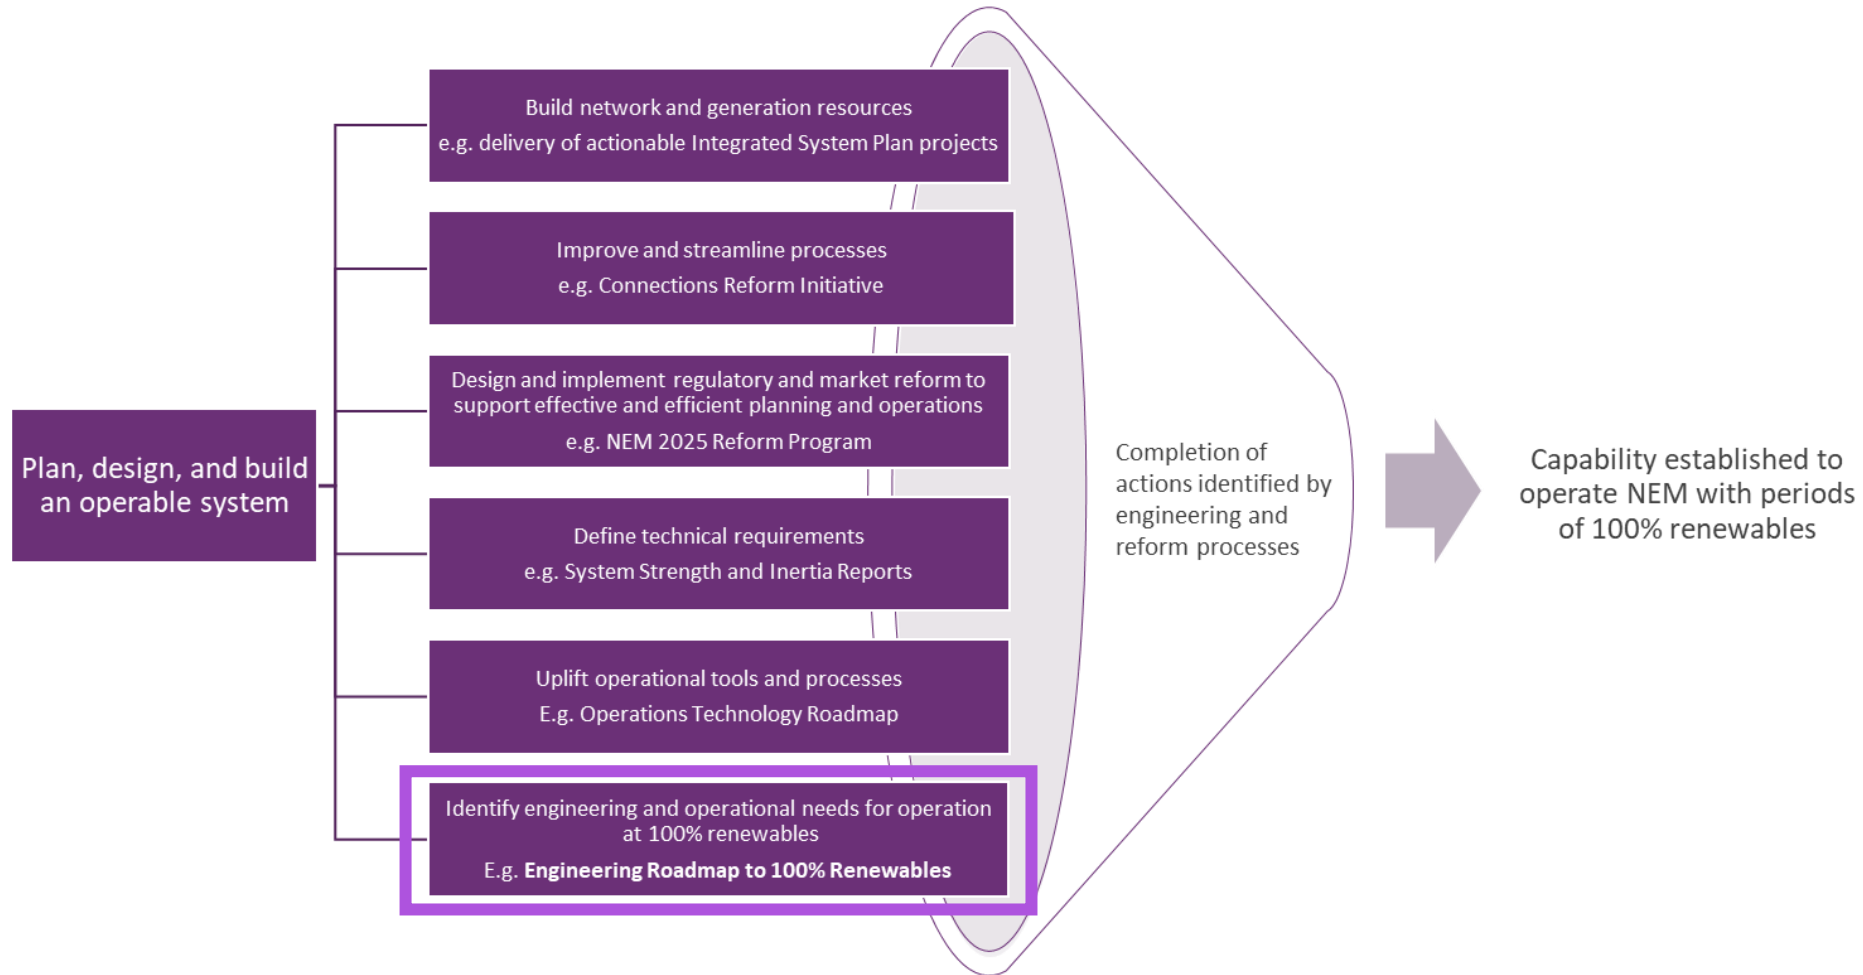 Build network and generation resources
e.g. delivery of actionable Integrated System Plan projects
Improve and streamline processes
e.g. Connections Reform Initiative
Design and implement regulatory and market reform to
support effective and efficient planning and operations
e.g. NEM 2025 Reform Program
Plan, design, and build
an operable system
Define technical requirements
e.g. System Strength and Inertia Reports
Uplift operational tools and processes
E.g. Operations Technology Roadmap
Identify engineering and operational needs for operation
at 100% renewables
E.g. Engineering Roadmap to 100% Renewables
Completion of
actions identified by
engineering and
reform processes
Capability established to
operate NEM with periods
of 100% renewables